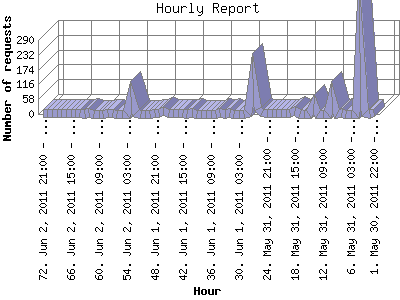 Hourly Report
Number of requests
290
232
174
116
58
0
72. Jun 2, 2011 21:00 - ...
66. Jun 2, 2011 15:00 - ...
60. Jun 2, 2011 09:00 - ...
54. Jun 2, 2011 03:00 - ...
48. Jun 1, 2011 21:00 - ...
42. Jun 1, 2011 15:00 - ...
36. Jun 1, 2011 09:00 - ...
30. Jun 1, 2011 03:00 - ...
24. May 31, 2011 21:00 - ...
18. May 31, 2011 15:00 - ...
12. May 31, 2011 09:00 - ...
6. May 31, 2011 03:00 - ...
1. May 30, 2011 22:00 - ...
Hour